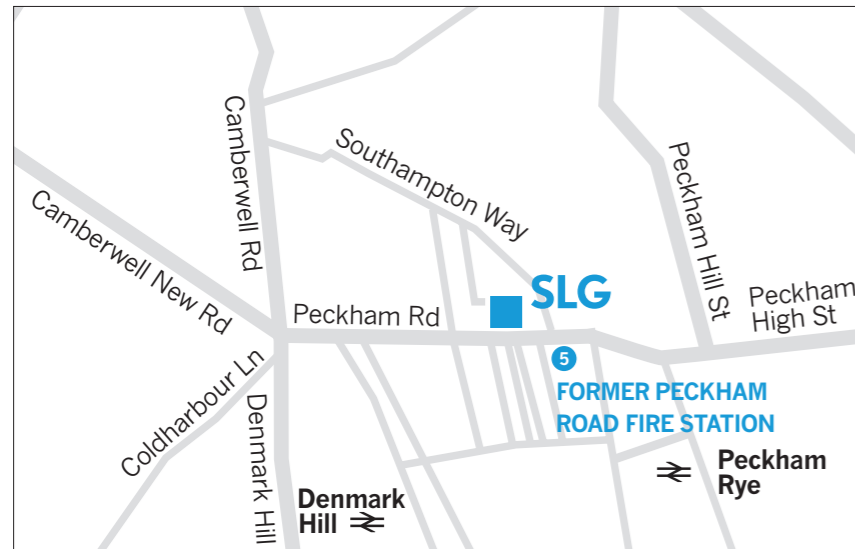 Camberwell Rd
Southampton Way
Peckham Hill St
Camberwell New Rd
SLG
Peckham Rd
Peckham
High St
5
FORMER PECKHAM
ROAD FIRE STATION
Coldharbour Ln
Denmark Hill
Peckham
Rye
Denmark
Hill